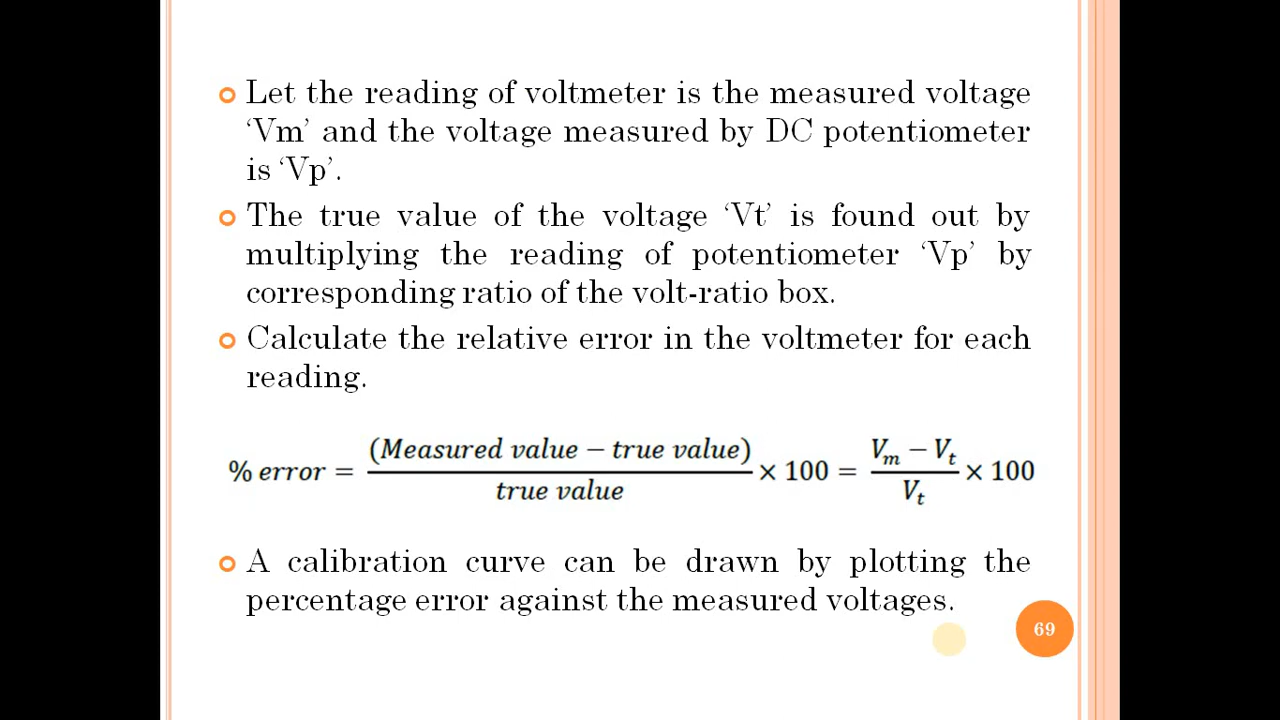 Let the reading of voltmeter is the measured voltage
‘Vm’ and the voltage measured by DC potentiometer
is ‘Vp’.
The true value of the voltage ‘Vt’ is found out by
multiplying the reading of potentiometer ‘Vp’ by
corresponding ratio of the volt-ratio box.
Calculate the relative error in the voltmeter for each
reading.
% error = (Measured value − true value) / true value × 100 = (Vm − Vt) / Vt × 100
A calibration curve can be drawn by plotting the
percentage error against the measured voltages.
69